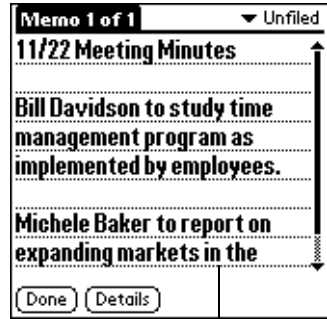 Memo 1 of 1
Unfiled
11/22 Meeting Minutes
Bill Davidson to study time
management program as
implemented by employees.
Michele Baker to report on
expanding markets in the
Done
Details